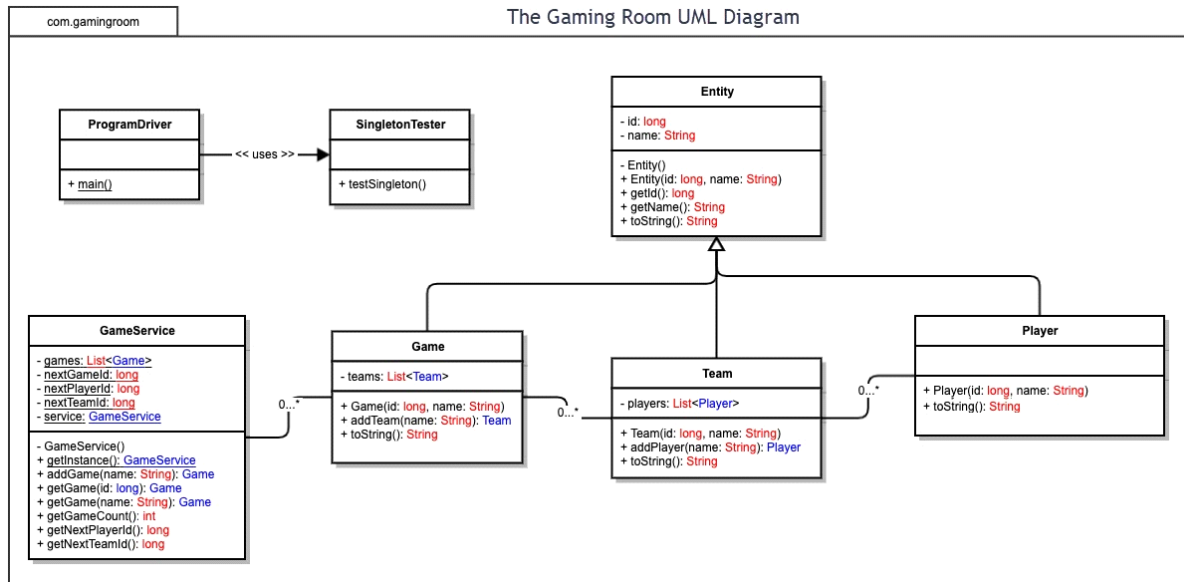 com.gamingroom
The Gaming Room UML Diagram
ProgramDriver
+ main()
<< uses >>
SingletonTester
+ testSingleton()
Entity
- id: long
- name: String
- Entity()
+ Entity(id: long, name: String)
+ getId(): long
+ getName(): String
+ toString(): String
GameService
- games: List<Game>
- nextGameId: long
- nextPlayerId: long
- nextTeamId: long
- service: GameService
- GameService()
+ getInstance(): GameService
+ addGame(name: String): Game
+ getGame(id: long): Game
+ getGame(name: String): Game
+ getGameCount(): int
+ getNextPlayerId(): long
+ getNextTeamId(): long
0...*
Game
- teams: List<Team>
+ Game(id: long, name: String)
+ addTeam(name: String): Team
+ toString(): String
0...*
Team
- players: List<Player>
+ Team(id: long, name: String)
+ addPlayer(name: String): Player
+ toString(): String
0...*
Player
+ Player(id: long, name: String)
+ toString(): String